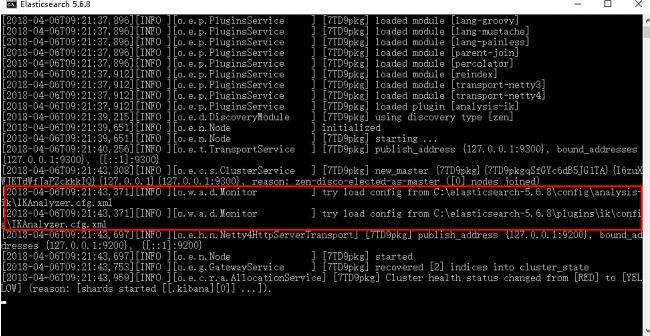 Elasticsearch 5.6.8
[2018-04-06T09:21:37,896][INFO ][o.e.p.PluginsService     ] [7TD9pkg] loaded module [lang-groovy]
[2018-04-06T09:21:37,896][INFO ][o.e.p.PluginsService     ] [7TD9pkg] loaded module [lang-mustache]
[2018-04-06T09:21:37,896][INFO ][o.e.p.PluginsService     ] [7TD9pkg] loaded module [lang-painless]
[2018-04-06T09:21:37,896][INFO ][o.e.p.PluginsService     ] [7TD9pkg] loaded module [parent-join]
[2018-04-06T09:21:37,896][INFO ][o.e.p.PluginsService     ] [7TD9pkg] loaded module [percolator]
[2018-04-06T09:21:37,912][INFO ][o.e.p.PluginsService     ] [7TD9pkg] loaded module [reindex]
[2018-04-06T09:21:37,912][INFO ][o.e.p.PluginsService     ] [7TD9pkg] loaded module [transport-netty3]
[2018-04-06T09:21:37,912][INFO ][o.e.p.PluginsService     ] [7TD9pkg] loaded module [transport-netty4]
[2018-04-06T09:21:37,912][INFO ][o.e.p.PluginsService     ] [7TD9pkg] loaded plugin [analysis-ik]
[2018-04-06T09:21:39,215][INFO ][o.e.d.DiscoveryModule    ] [7TD9pkg] using discovery type [zen]
[2018-04-06T09:21:39,651][INFO ][o.e.n.Node               ] initialized
[2018-04-06T09:21:39,651][INFO ][o.e.n.Node               ] [7TD9pkg] starting ...
[2018-04-06T09:21:40,256][INFO ][o.e.t.TransportService   ] [7TD9pkg] publish_address {127.0.0.1:9300}, bound_addresses
{127.0.0.1:9300}, {[::1]:9300}
[2018-04-06T09:21:43,308][INFO ][o.e.c.s.ClusterService   ] [7TD9pkg] new_master {7TD9pkg}
{127.0.0.1}{127.0.0.1:9300}, reason: zen-disco-elected-as-master ([0] nodes joined)
[2018-04-06T09:21:43,371][INFO ][o.w.a.d.Monitor          ] try load config from C:\elasticsearch-5.6.8\config\analysis-
ik\IKAnalyzer.cfg.xml
[2018-04-06T09:21:43,371][INFO ][o.w.a.d.Monitor          ] try load config from C:\elasticsearch-5.6.8\plugins\ik\confi
g\IKAnalyzer.cfg.xml
[2018-04-06T09:21:43,697][INFO ][o.e.h.n.Netty4HttpServerTransport] [7TD9pkg] publish_address {127.0.0.1:9200}, bound_ad
dresses {127.0.0.1:9200}, {[::1]:9200}
[2018-04-06T09:21:43,697][INFO ][o.e.n.Node               ] [7TD9pkg] started
[2018-04-06T09:21:43,753][INFO ][o.e.g.GatewayService     ] [7TD9pkg] recovered [2] indices into cluster_state
[2018-04-06T09:21:43,959][INFO ][o.e.c.r.a.AllocationService] [7TD9pkg] Cluster health status changed from [RED] to [YEL
LOW] (reason: [shards started [[.kibana][0]] ...]).